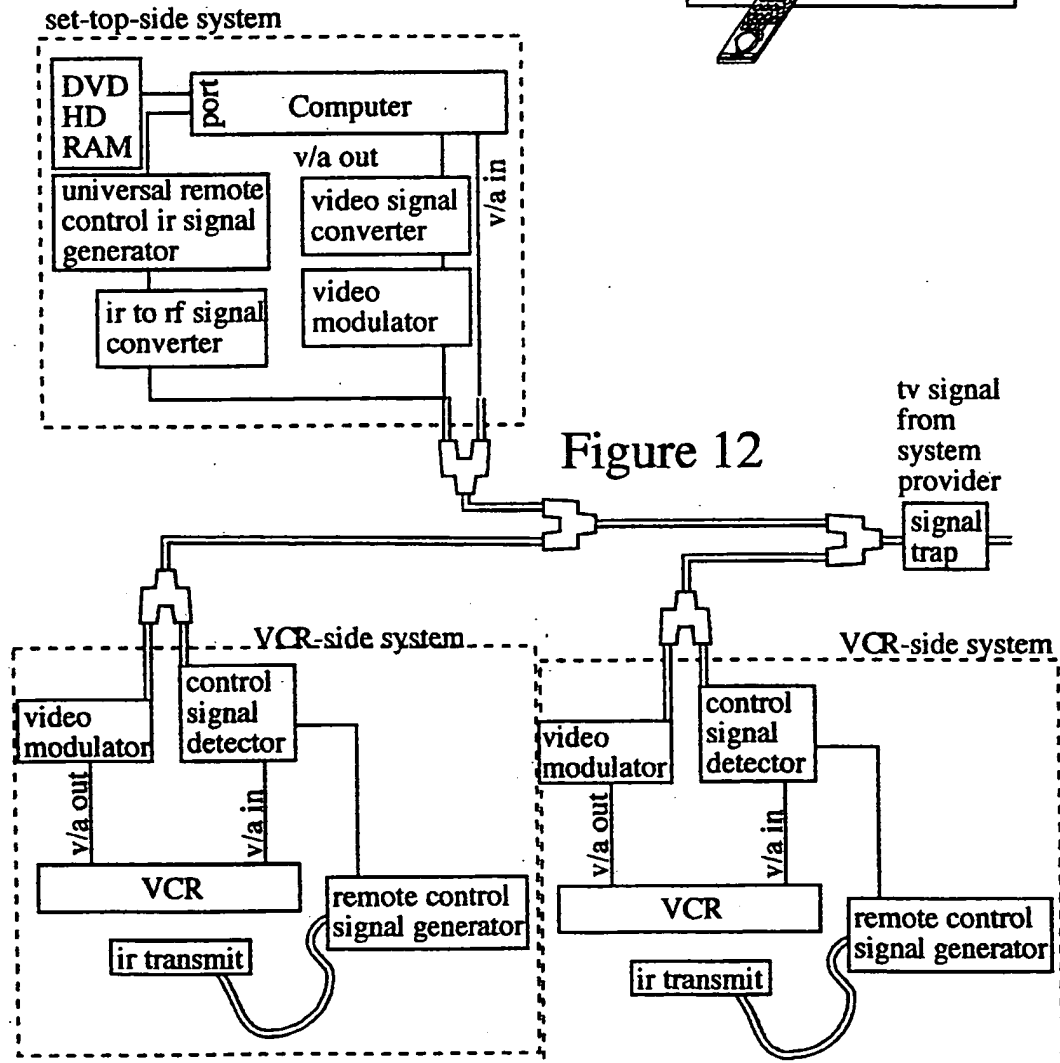 set-top-side system
DVD
HD
RAM
port
Computer
v/a out
v/a in
universal remote
control ir signal
generator
video signal
converter
ir to rf signal
converter
video
modulator
Figure 12
tv signal
from
system
provider
signal
trap
VCR-side system
video
modulator
control
signal
detector
v/a out
v/a in
VCR
remote control
signal generator
ir transmit
VCR-side system
video
modulator
control
signal
detector
v/a out
v/a in
VCR
remote control
signal generator
ir transmit